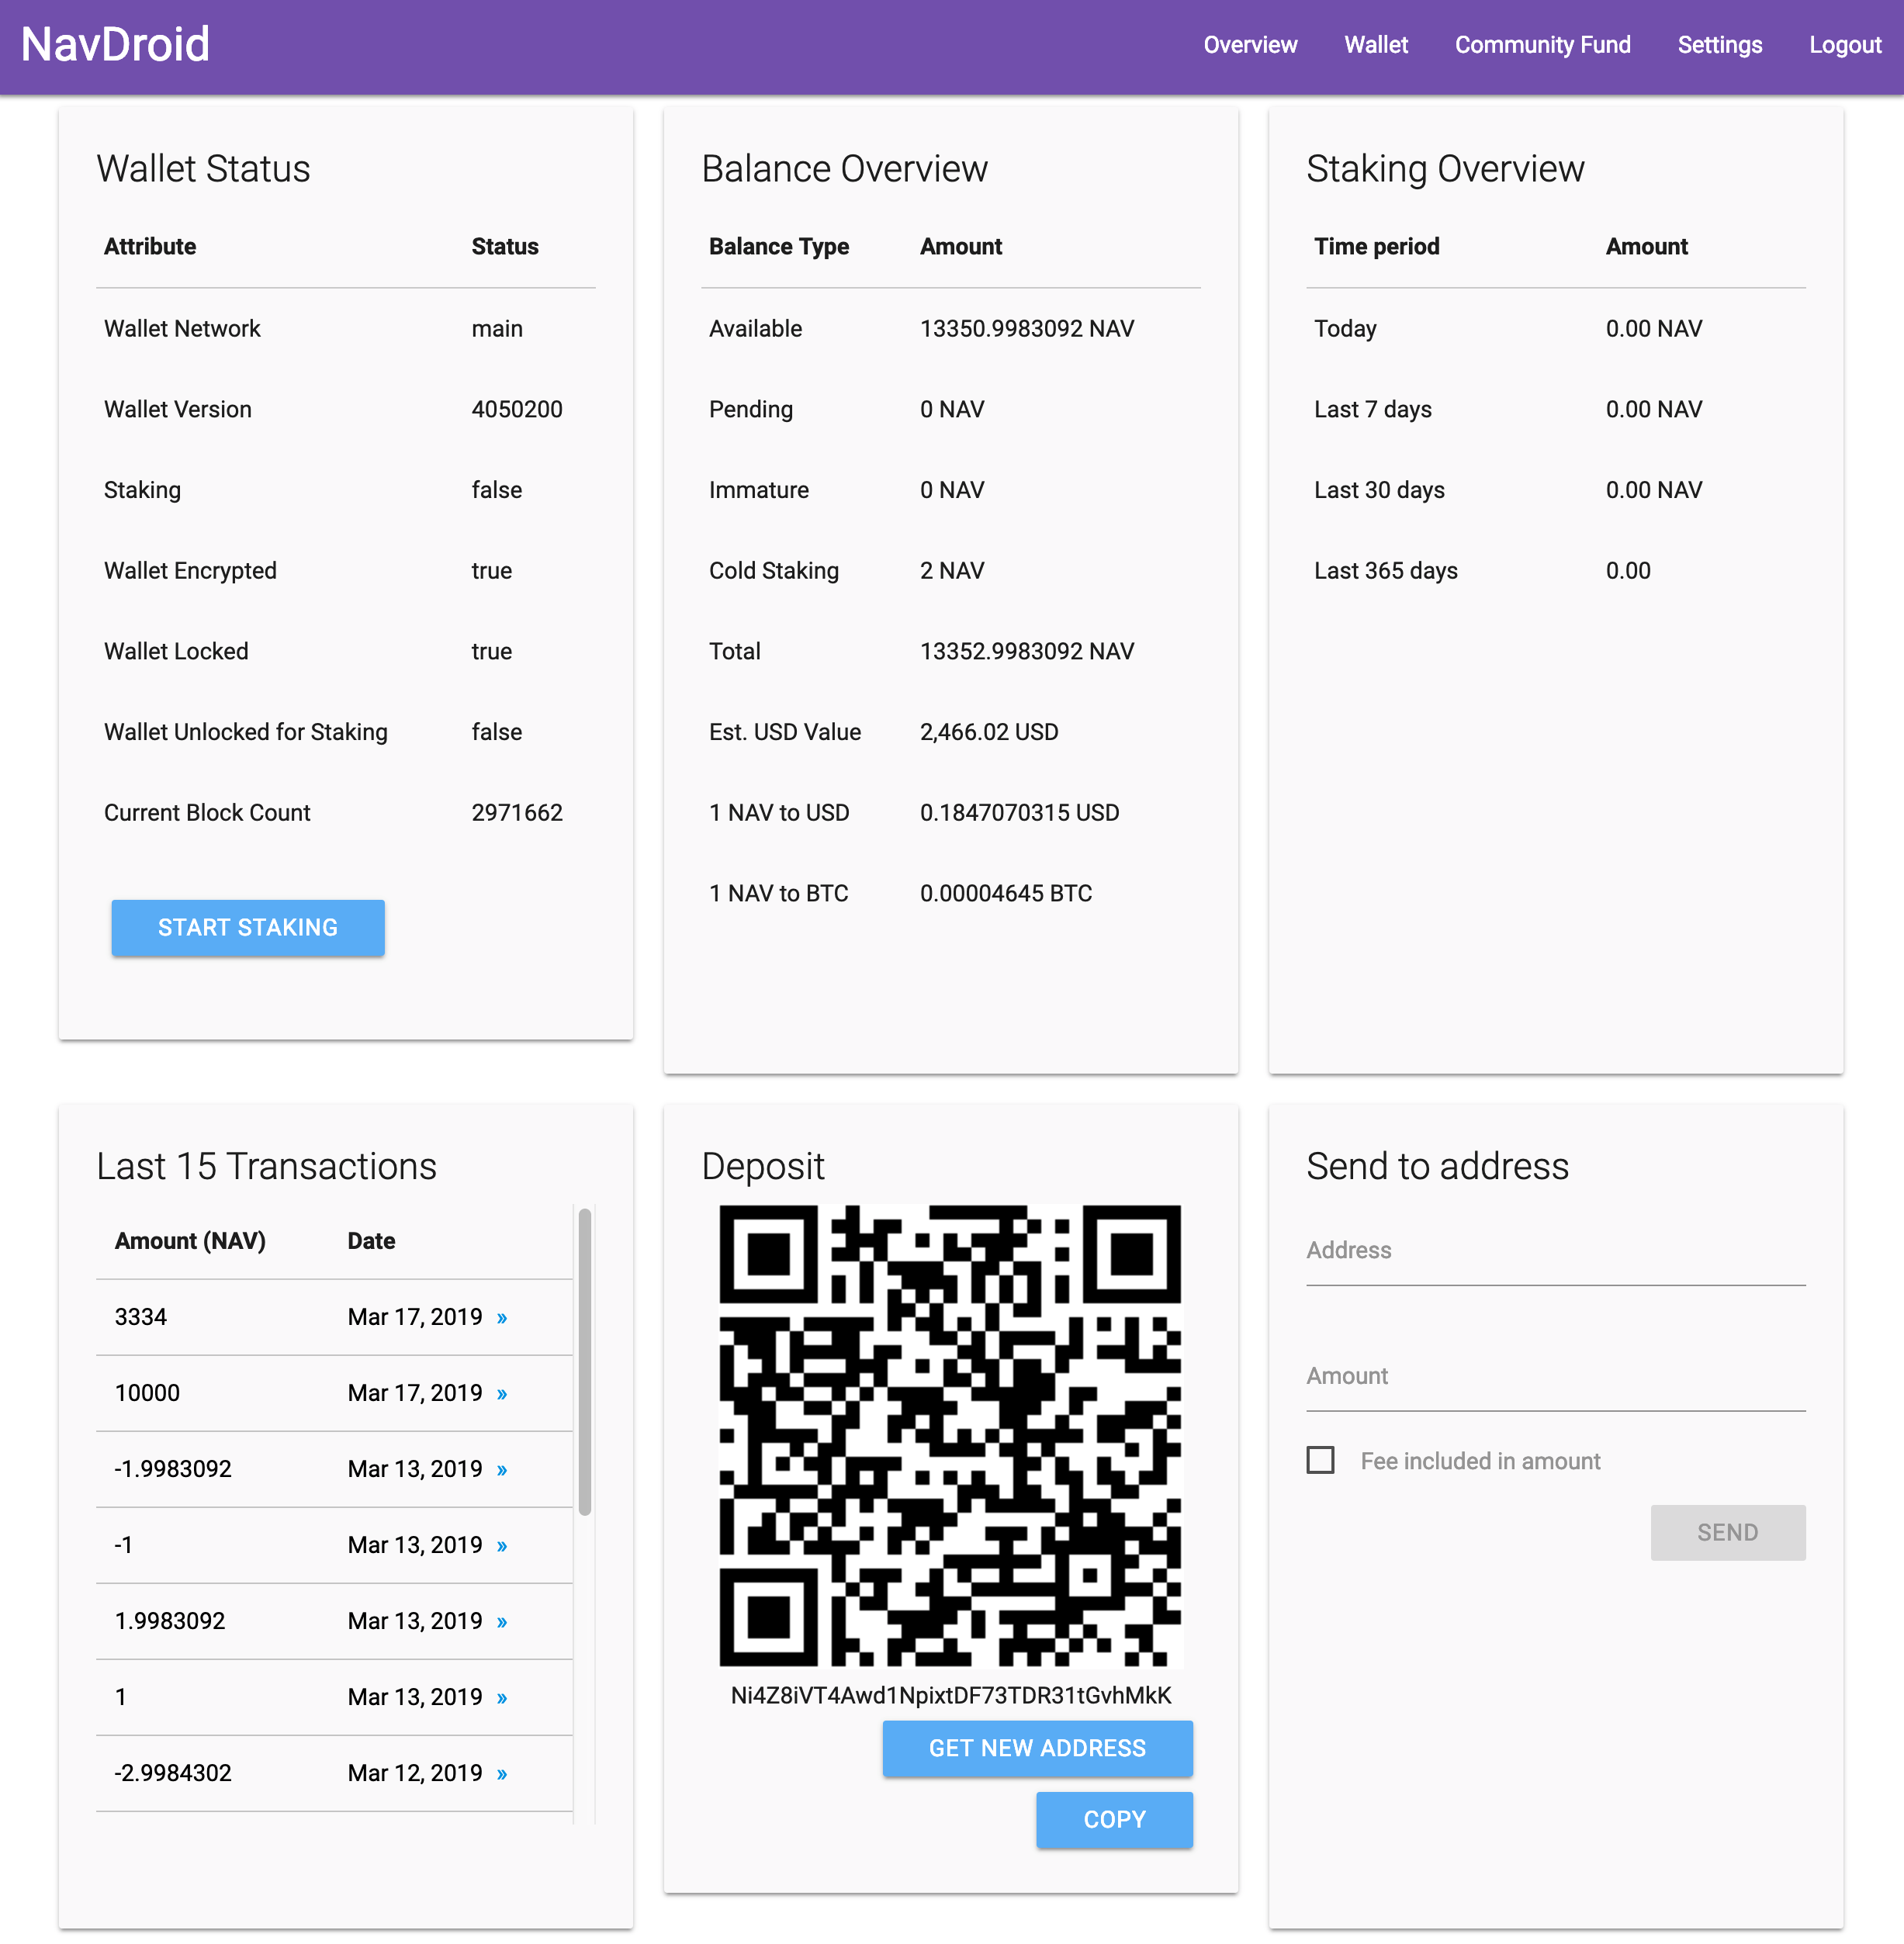 NavDroid
Overview Wallet Community Fund Settings Logout
Wallet Status
Attribute Status
Wallet Network main
Wallet Version 4050200
Staking false
Wallet Encrypted true
Wallet Locked true
Wallet Unlocked for Staking false
Current Block Count 2971662
START STAKING
Balance Overview
Balance Type Amount
Available 13350.9983092 NAV
Pending 0 NAV
Immature 0 NAV
Cold Staking 2 NAV
Total 13352.9983092 NAV
Est. USD Value 2,466.02 USD
1 NAV to USD 0.1847070315 USD
1 NAV to BTC 0.00004645 BTC
Staking Overview
Time period Amount
Today 0.00 NAV
Last 7 days 0.00 NAV
Last 30 days 0.00 NAV
Last 365 days 0.00
Last 15 Transactions
Amount (NAV) Date
3334 Mar 17, 2019 »
10000 Mar 17, 2019 »
-1.9983092 Mar 13, 2019 »
-1 Mar 13, 2019 »
1.9983092 Mar 13, 2019 »
1 Mar 13, 2019 »
-2.9984302 Mar 12, 2019 »
Deposit
Ni4Z8iVT4Awd1NpixtDF73TDR31tGvhMkK
GET NEW ADDRESS
COPY
Send to address
Address
Amount
Fee included in amount
SEND